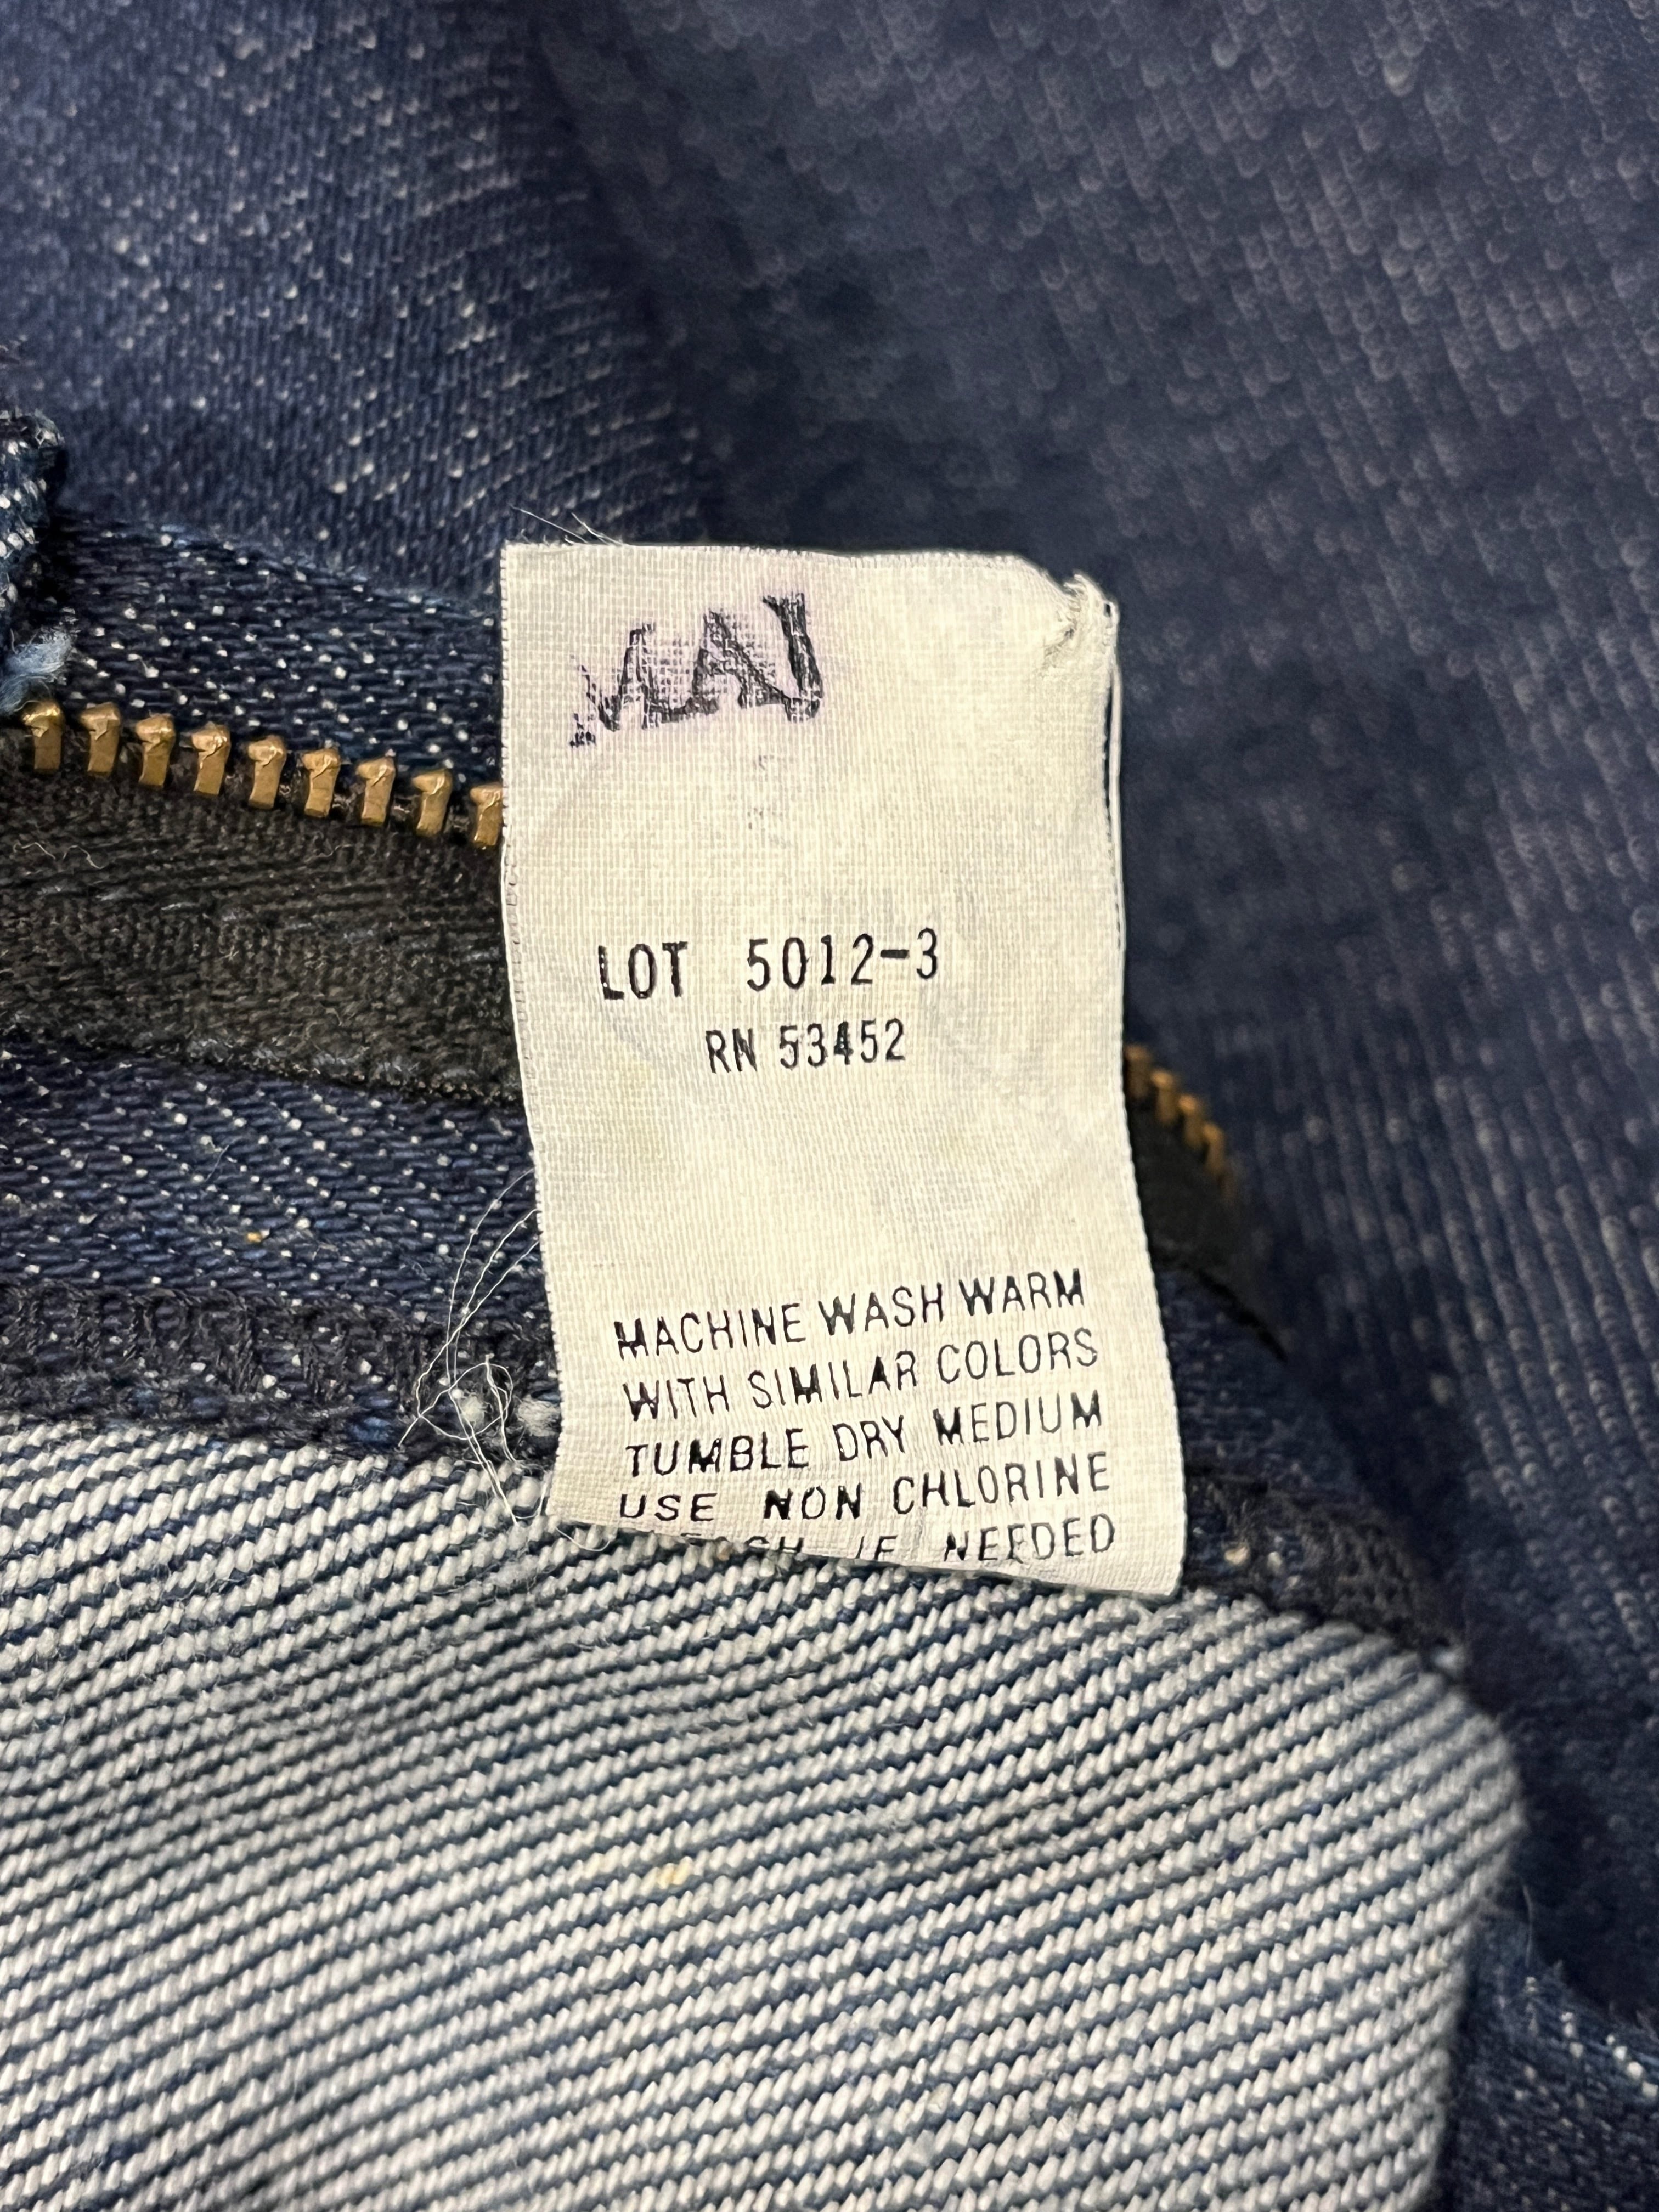 LOT 5012-3
RN 53452
MACHINE WASH WARM
WITH SIMILAR COLORS
TUMBLE DRY MEDIUM
USE NON CHLORINE
IF NEEDED